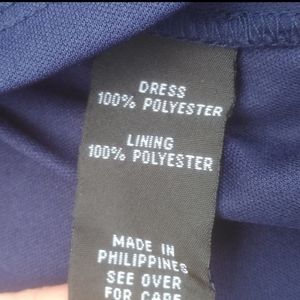 DRESS
100% POLYESTER
LINING
100% POLYESTER
MADE IN
PHILIPPINES
SEE OVER
FOR CARE